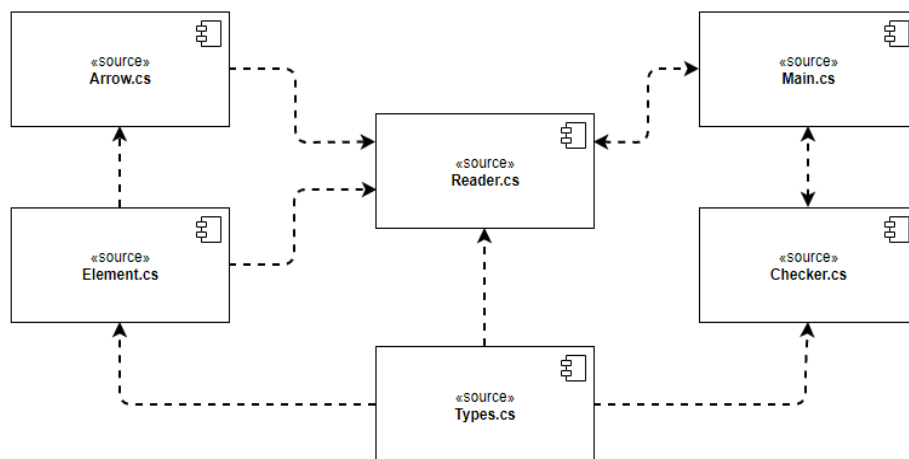 «source»
Arrow.cs
«source»
Main.cs
«source»
Reader.cs
«source»
Element.cs
«source»
Checker.cs
«source»
Types.cs